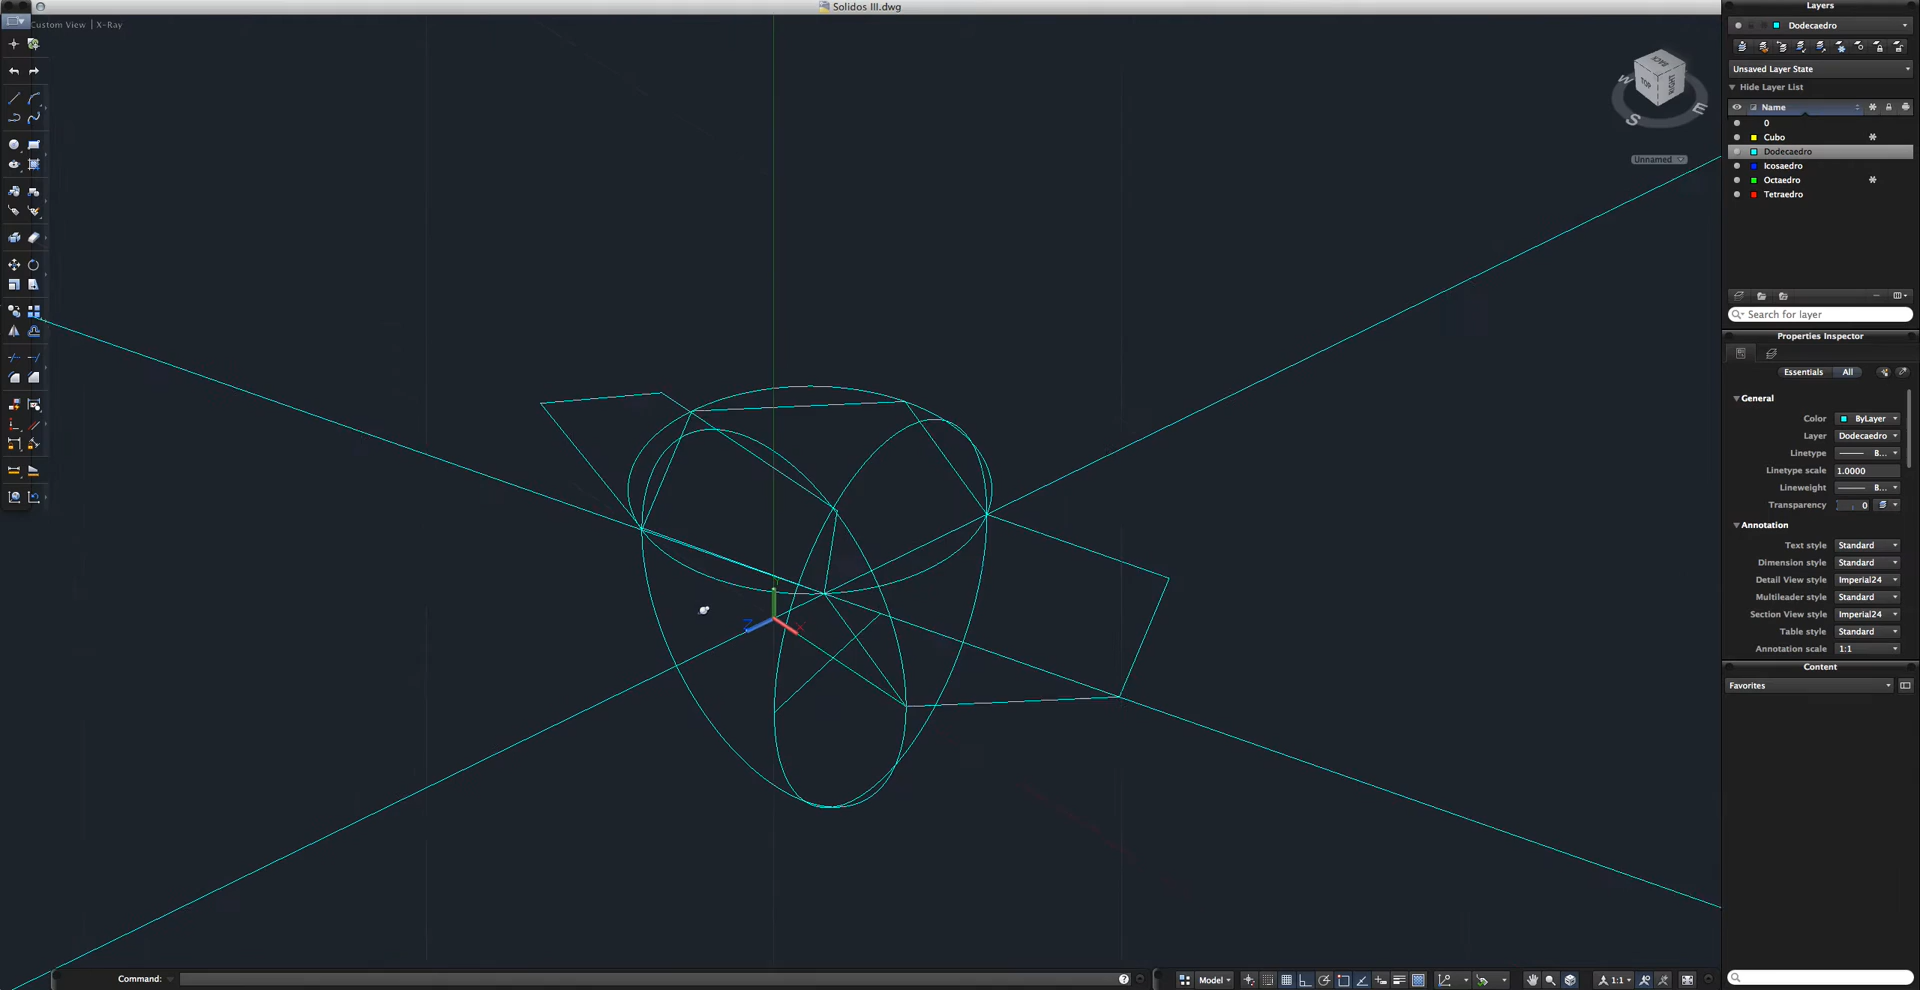 Solidos III.dwg
Custom View | X-Ray
BACK
TOP
W
S
E
Unnamed
Z
X
Command:
?
Model
1:1
Layers
Dodecaedro
Unsaved Layer State
Hide Layer List
Name
0
Cubo
Dodecaedro
Icosaedro
Octaedro
Tetraedro
Search for layer
Properties Inspector
Essentials All
General
Color ByLayer
Layer Dodecaedro
Linetype B...
Linetype scale 1.0000
Lineweight B...
Transparency 0
Annotation
Text style Standard
Dimension style Standard
Detail View style Imperial24
Multileader style Standard
Section View style Imperial24
Table style Standard
Annotation scale 1:1
Content
Favorites